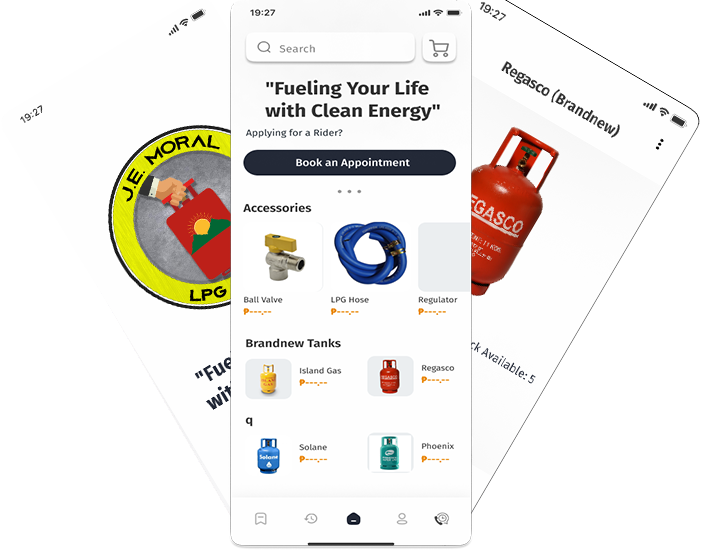 19:27
J.E. MORAL
LPG
"Fue
wit
19:27
Search
"Fueling Your Life
with Clean Energy"
Applying for a Rider?
Book an Appointment
Accessories
Ball Valve
₱---.--
LPG Hose
₱---.--
Regulator
₱---.--
Brandnew Tanks
Island Gas
₱---.--
Regasco
₱---.--
REGASCO
q
Solane
₱---.--
Solane
Phoenix
₱---.--
19:27
Regasco (Brandnew)
REGASCO
ck Available: 5